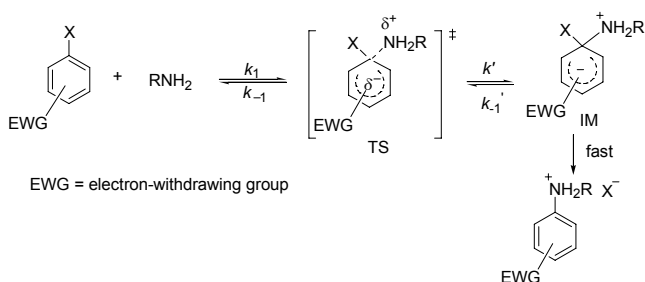 X
EWG
+
RNH2
k1
k−1
X
δ+
NH2R
δ−
EWG
TS
‡
k'
k-1'
X
+
NH2R
−
EWG
IM
fast
EWG = electron-withdrawing group
+
NH2R X−
EWG